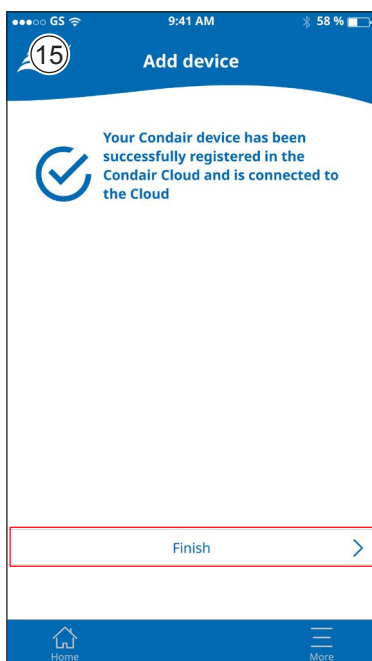 ●●●○○ GS 9:41 AM 58 %
15
Add device
Your Condair device has been
successfully registered in the
Condair Cloud and is connected to
the Cloud
Finish
Home More